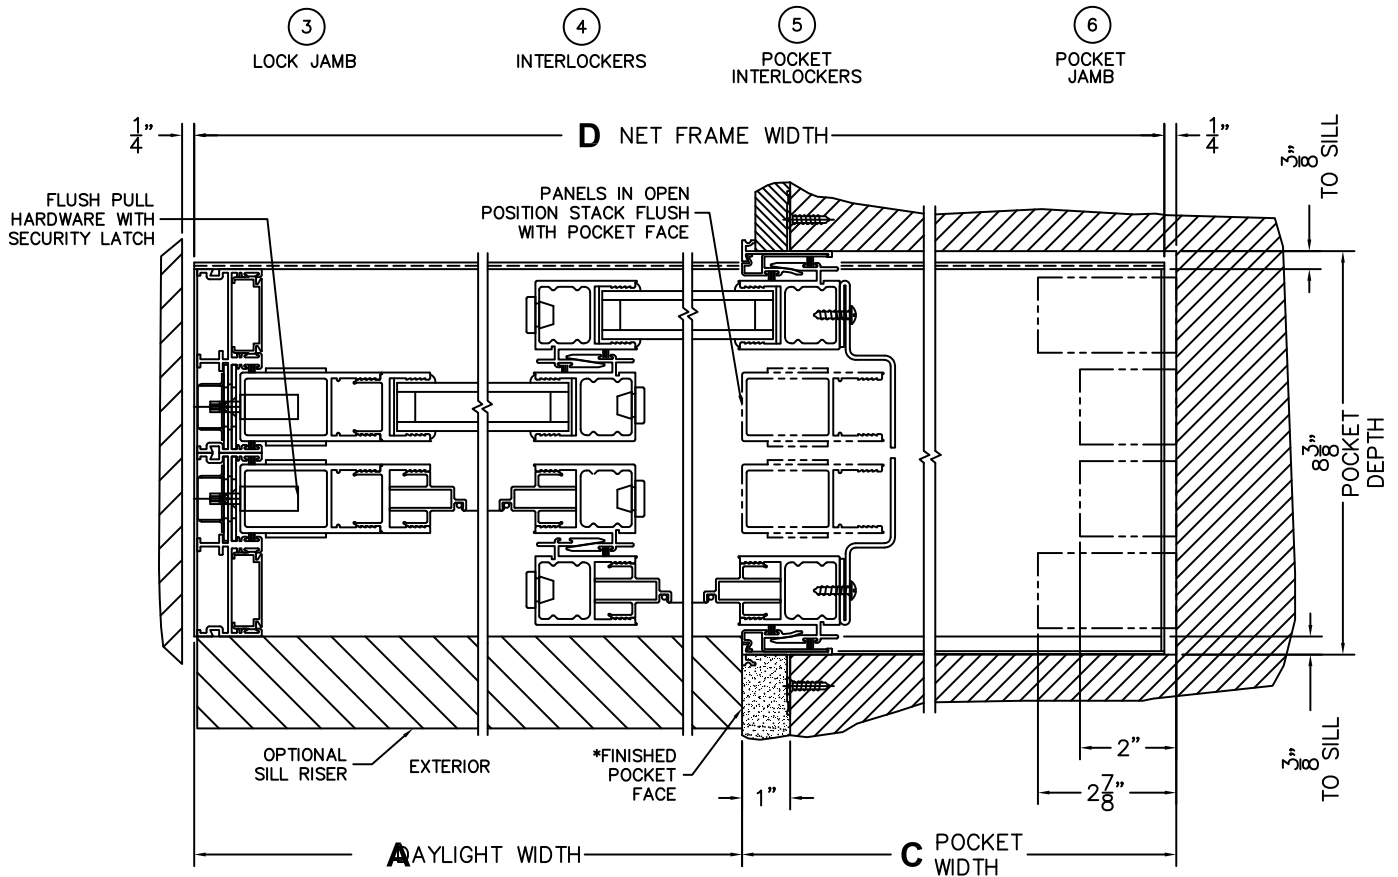 3
LOCK JAMB
4
INTERLOCKERS
5
POCKET
INTERLOCKERS
6
POCKET
JAMB
1/4"
D NET FRAME WIDTH
1/4"
3/8"
TO SILL
FLUSH PULL
HARDWARE WITH
SECURITY LATCH
PANELS IN OPEN
POSITION STACK FLUSH
WITH POCKET FACE
8 3/8"
POCKET
DEPTH
OPTIONAL
SILL RISER
EXTERIOR
*FINISHED
POCKET
FACE
1"
2"
2 7/8"
3/8"
TO SILL
A DAYLIGHT WIDTH
C POCKET
WIDTH